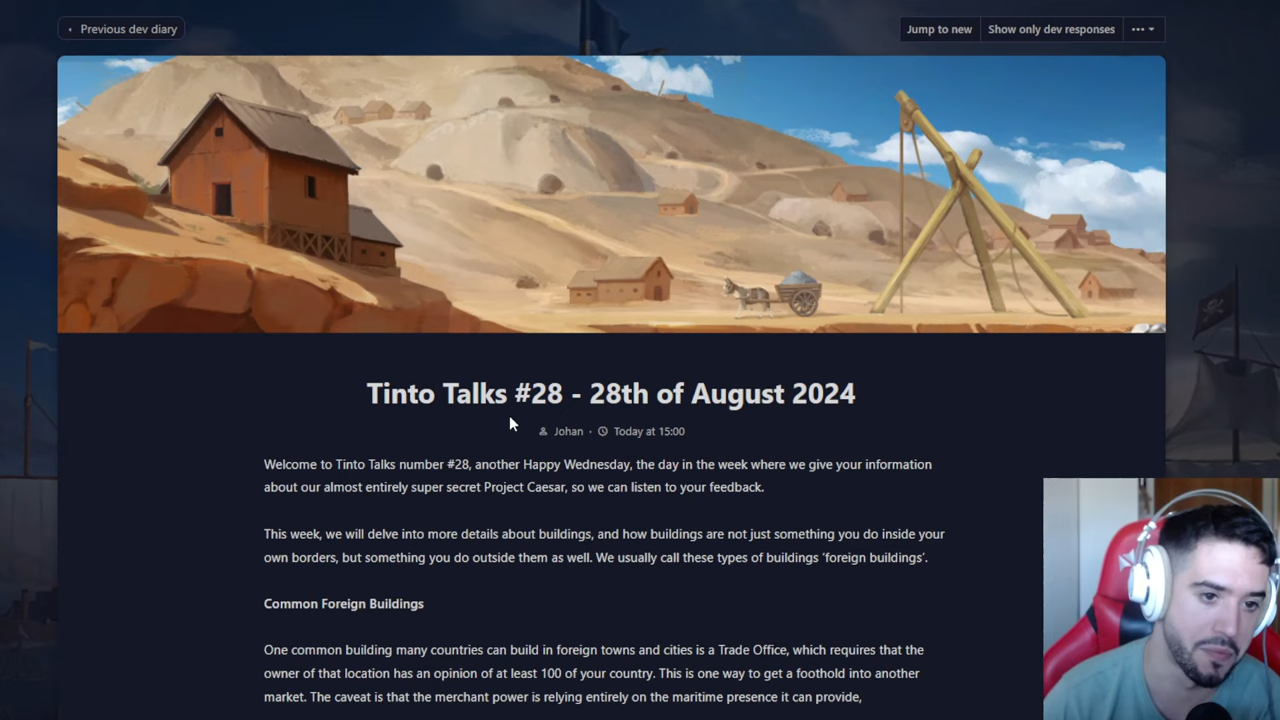 Previous dev diary
Jump to new
Show only dev responses
Tinto Talks #28 - 28th of August 2024
Johan · Today at 15:00
Welcome to Tinto Talks number #28, another Happy Wednesday, the day in the week where we give your information
about our almost entirely super secret Project Caesar, so we can listen to your feedback.
This week, we will delve into more details about buildings, and how buildings are not just something you do inside your
own borders, but something you do outside them as well. We usually call these types of buildings ‘foreign buildings’.
Common Foreign Buildings
One common building many countries can build in foreign towns and cities is a Trade Office, which requires that the
owner of that location has an opinion of at least 100 of your country. This is one way to get a foothold into another
market. The caveat is that the merchant power is relying entirely on the maritime presence it can provide,